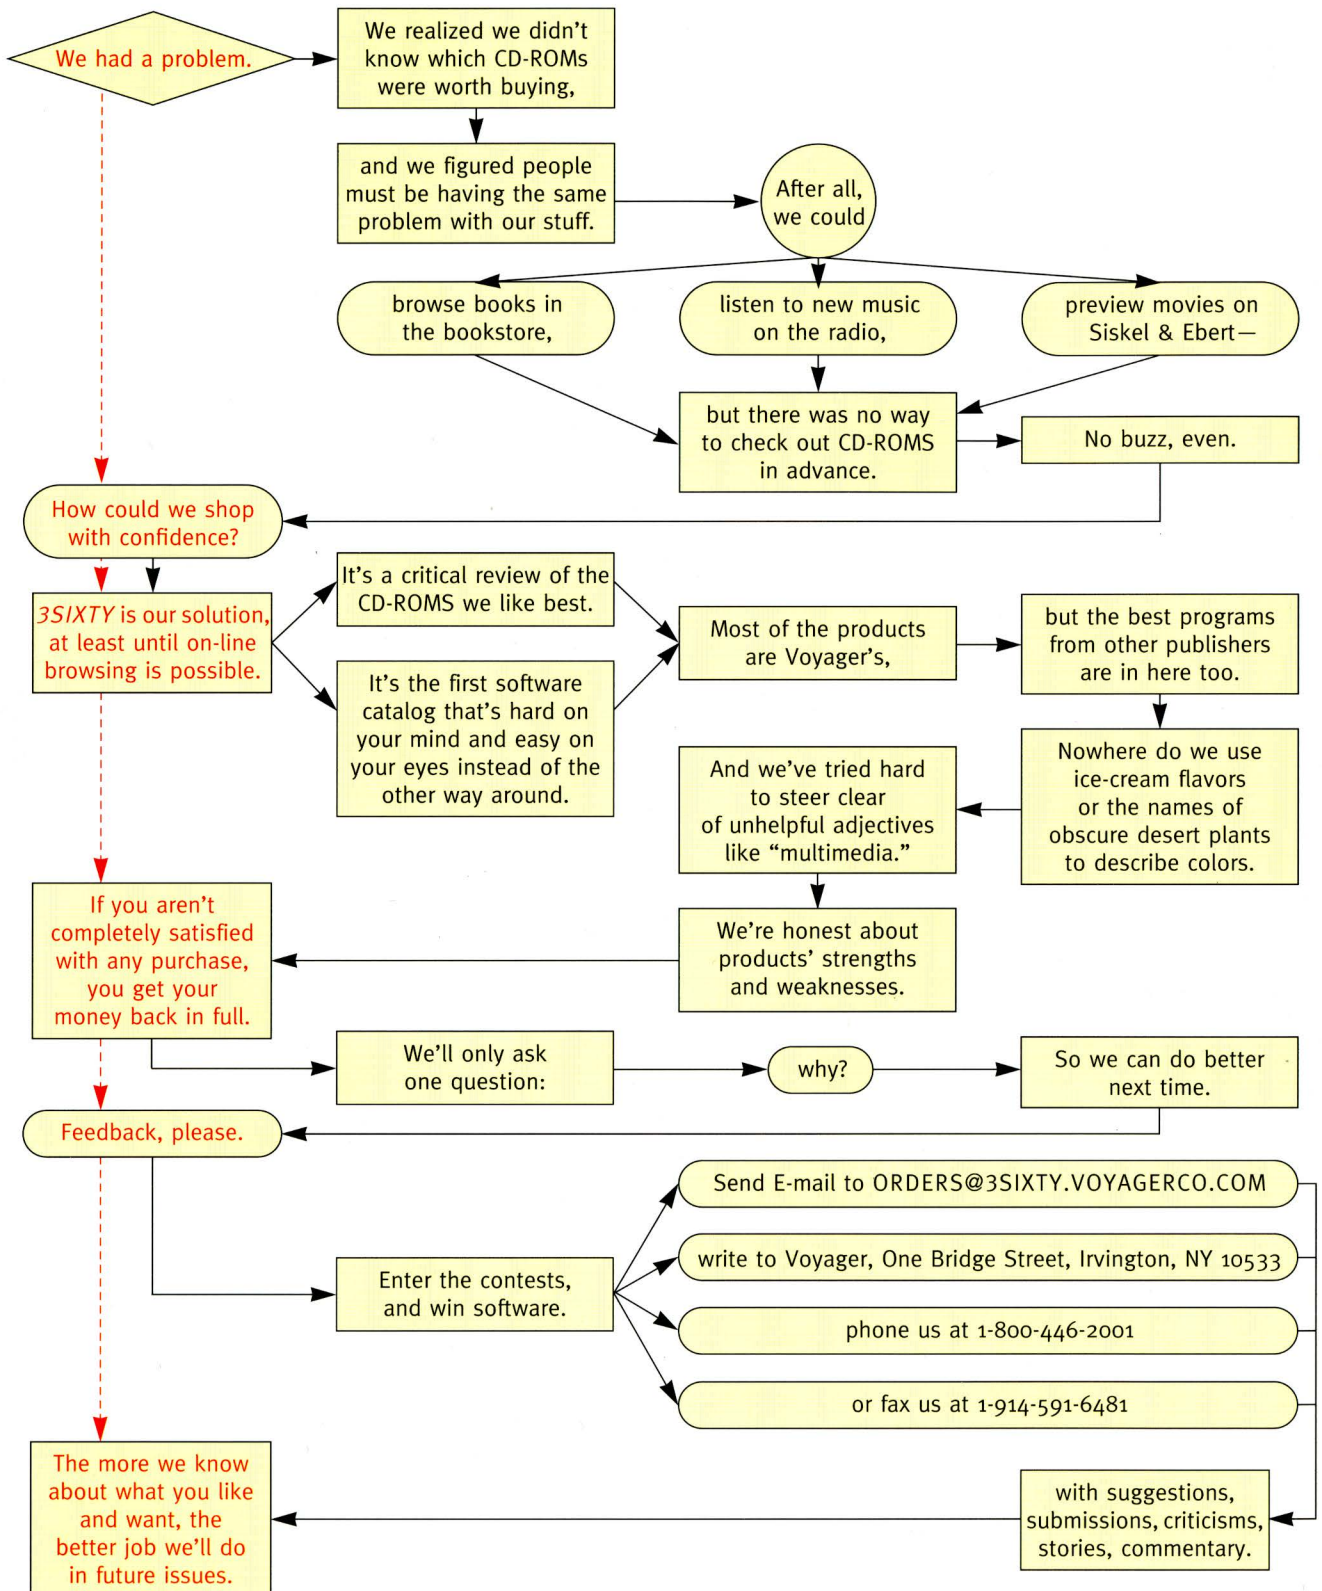 We had a problem.
We realized we didn't
know which CD-ROMs
were worth buying,
and we figured people
must be having the same
problem with our stuff.
After all,
we could
browse books in
the bookstore,
listen to new music
on the radio,
preview movies on
Siskel & Ebert—
but there was no way
to check out CD-ROMS
in advance.
No buzz, even.
How could we shop
with confidence?
3SIXTY is our solution,
at least until on-line
browsing is possible.
It's a critical review of the
CD-ROMS we like best.
It's the first software
catalog that's hard on
your mind and easy on
your eyes instead of the
other way around.
Most of the products
are Voyager's,
but the best programs
from other publishers
are in here too.
Nowhere do we use
ice-cream flavors
or the names of
obscure desert plants
to describe colors.
And we've tried hard
to steer clear
of unhelpful adjectives
like “multimedia.”
We're honest about
products' strengths
and weaknesses.
If you aren't
completely satisfied
with any purchase,
you get your
money back in full.
We'll only ask
one question:
why?
So we can do better
next time.
Feedback, please.
Enter the contests,
and win software.
Send E-mail to ORDERS@3SIXTY.VOYAGERCO.COM
write to Voyager, One Bridge Street, Irvington, NY 10533
phone us at 1-800-446-2001
or fax us at 1-914-591-6481
with suggestions,
submissions, criticisms,
stories, commentary.
The more we know
about what you like
and want, the
better job we'll do
in future issues.